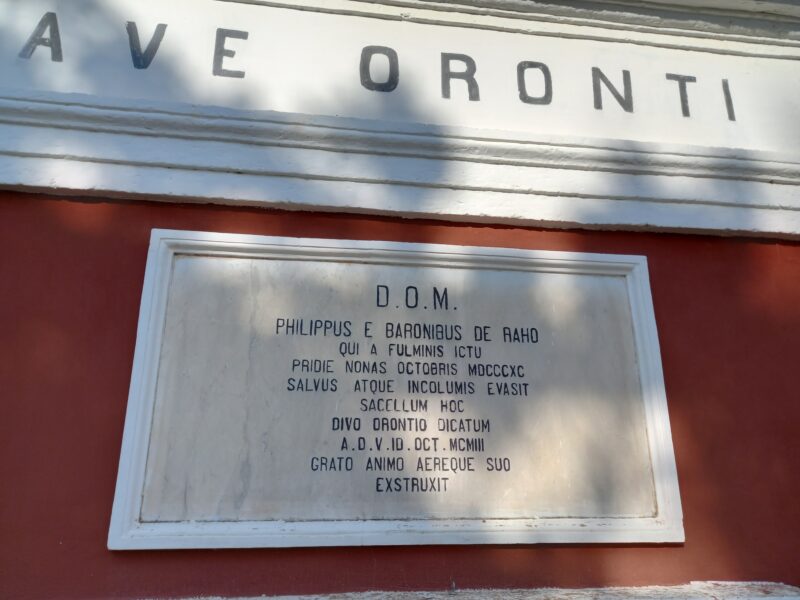 AVE ORONTI
D.O.M.
PHILIPPUS E BARONIBUS DE RAHO
QUI A FULMINIS ICTU
PRIDIE NONAS OCTOBRIS MDCCCXC
SALVUS ATQUE INCOLUMIS EVASIT
SACELLUM HOC
DIVO ORONTIO DICATUM
A.D.V.ID.OCT.MCMIII
GRATO ANIMO AEREQUE SUO
EXSTRUXIT